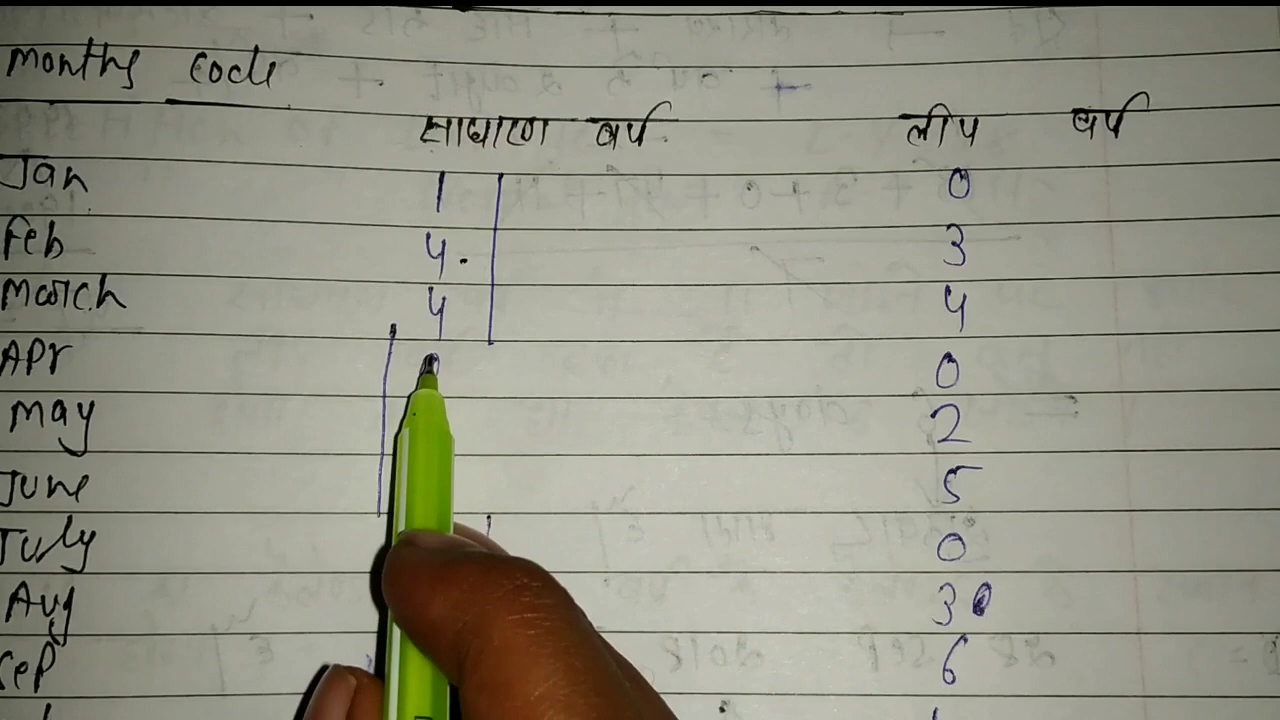 months code
साधारण वर्ष लीप वर्ष
Jan 1 0
Feb 4 3
March 4 4
APr 0 0
May 2
June 5
July 0
Aug 3
SeP 6